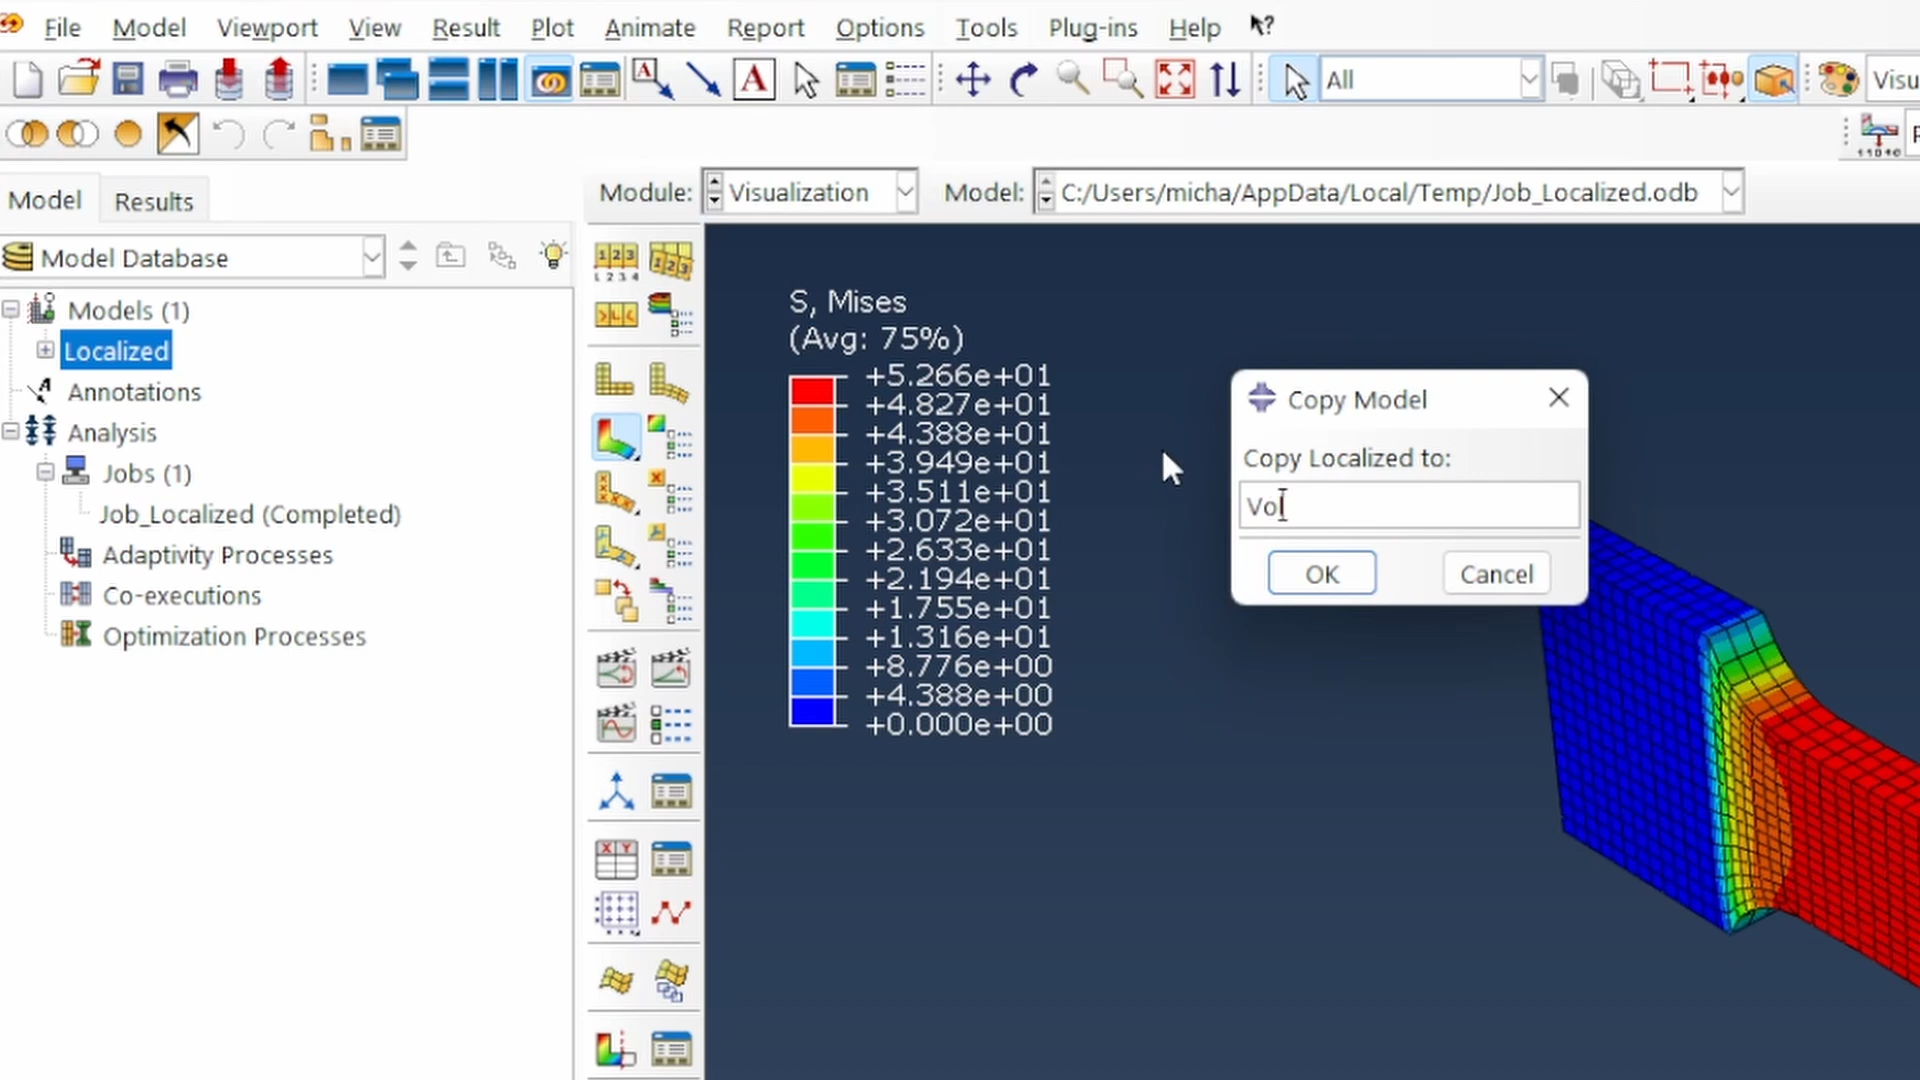 File Model Viewport View Result Plot Animate Report Options Tools Plug-ins Help
All
Visu
Model Results
Module: Visualization Model: C:/Users/micha/AppData/Local/Temp/Job_Localized.odb
Model Database
Models (1)
Localized
Annotations
Analysis
Jobs (1)
Job_Localized (Completed)
Adaptivity Processes
Co-executions
Optimization Processes
S, Mises
(Avg: 75%)
+5.266e+01
+4.827e+01
+4.388e+01
+3.949e+01
+3.511e+01
+3.072e+01
+2.633e+01
+2.194e+01
+1.755e+01
+1.316e+01
+8.776e+00
+4.388e+00
+0.000e+00
Copy Model
Copy Localized to:
Vol
OK Cancel